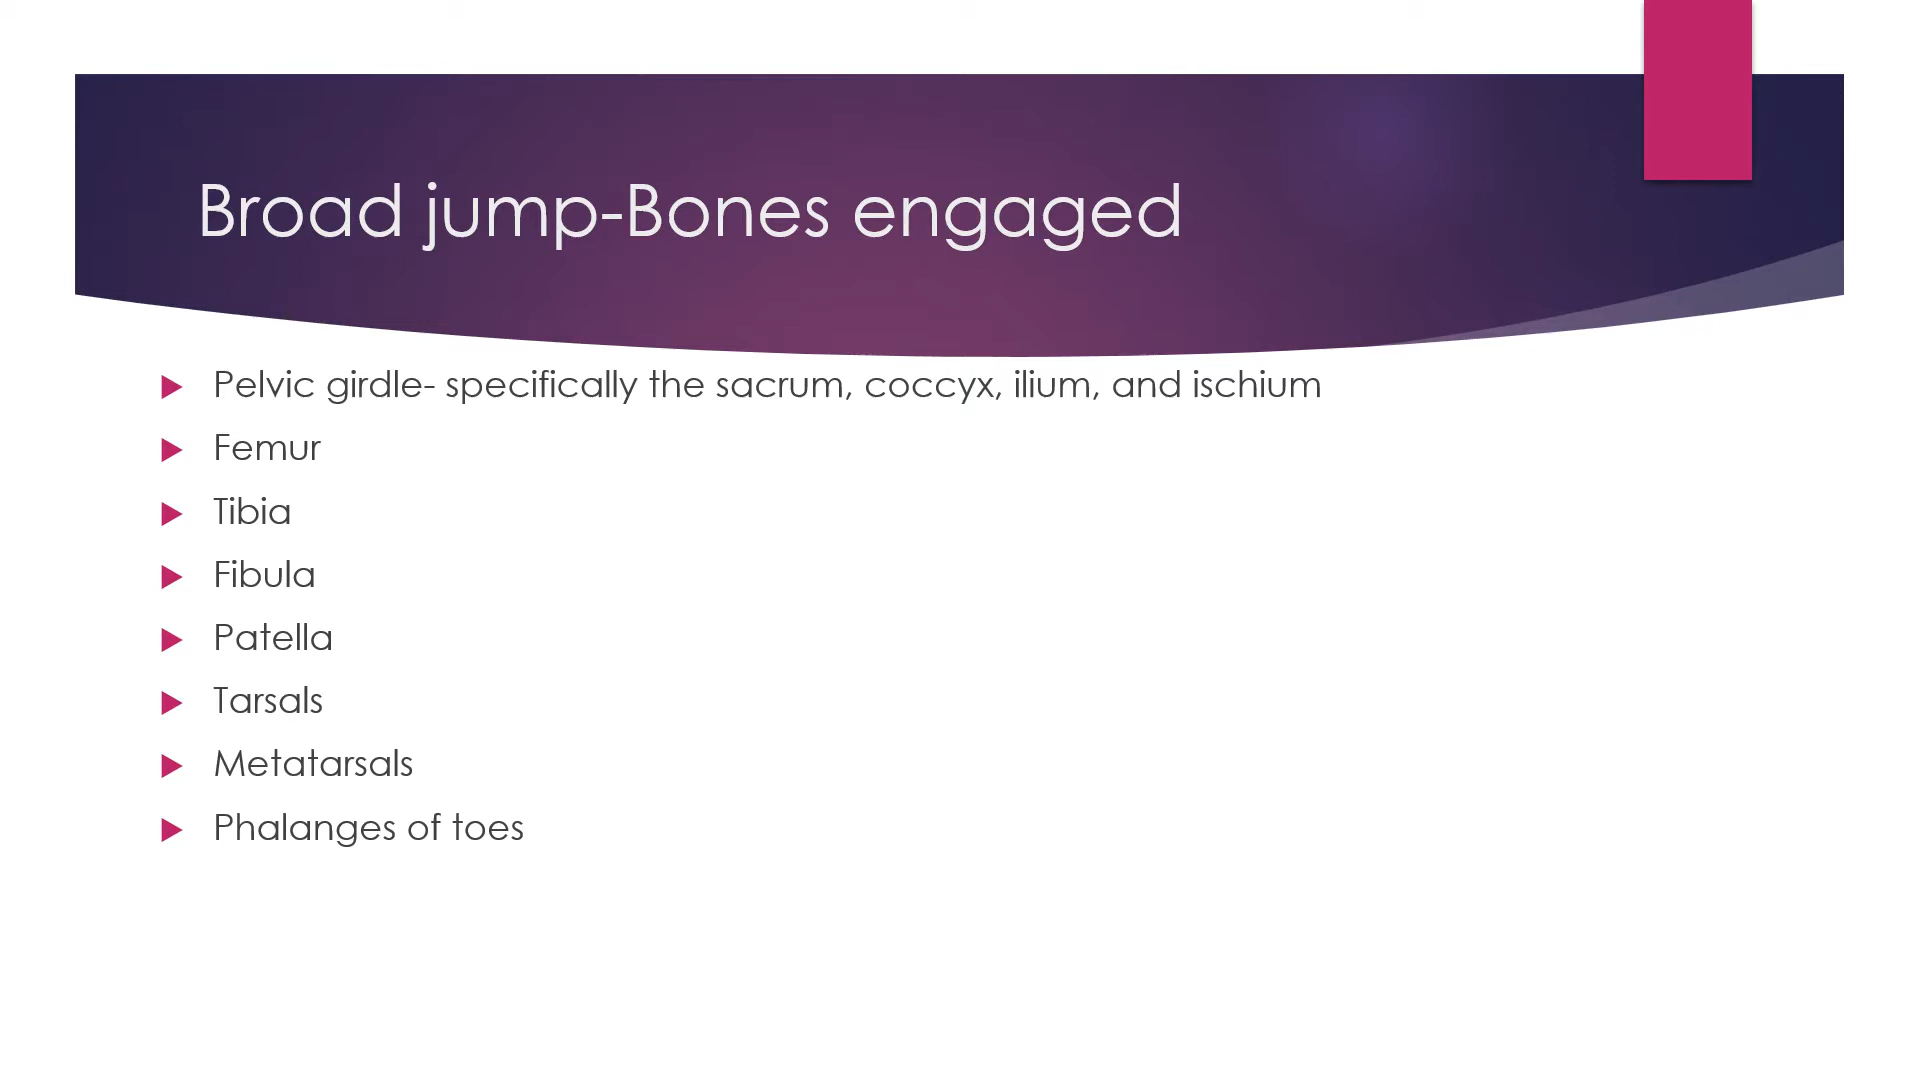 Broad jump-Bones engaged
Pelvic girdle- specifically the sacrum, coccyx, ilium, and ischium
Femur
Tibia
Fibula
Patella
Tarsals
Metatarsals
Phalanges of toes